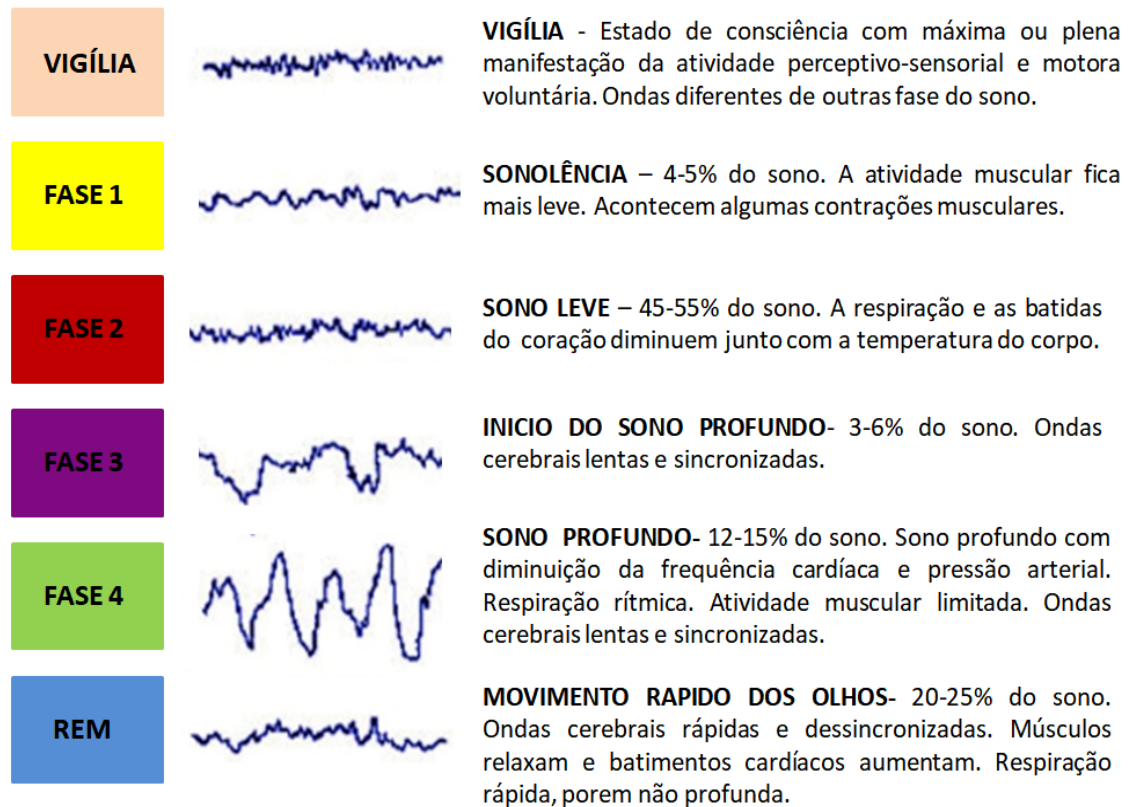 VIGÍLIA
VIGÍLIA - Estado de consciência com máxima ou plena
manifestação da atividade perceptivo-sensorial e motora
voluntária. Ondas diferentes de outras fase do sono.
FASE 1
SONOLÊNCIA – 4-5% do sono. A atividade muscular fica
mais leve. Acontecem algumas contrações musculares.
FASE 2
SONO LEVE – 45-55% do sono. A respiração e as batidas
do coração diminuem junto com a temperatura do corpo.
FASE 3
INICIO DO SONO PROFUNDO- 3-6% do sono. Ondas
cerebrais lentas e sincronizadas.
FASE 4
SONO PROFUNDO- 12-15% do sono. Sono profundo com
diminuição da frequência cardíaca e pressão arterial.
Respiração rítmica. Atividade muscular limitada. Ondas
cerebrais lentas e sincronizadas.
REM
MOVIMENTO RAPIDO DOS OLHOS- 20-25% do sono.
Ondas cerebrais rápidas e dessincronizadas. Músculos
relaxam e batimentos cardíacos aumentam. Respiração
rápida, porem não profunda.